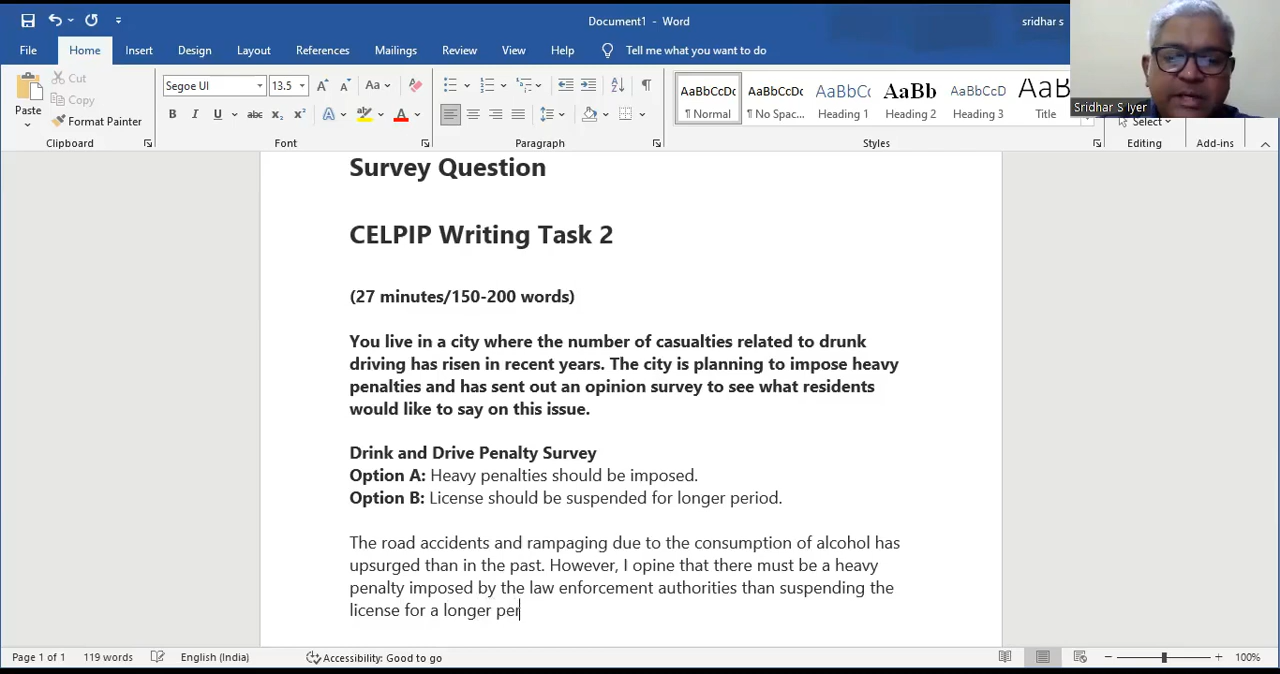 Document1 - Word
sridhar s
File Home Insert Design Layout References Mailings Review View Help Tell me what you want to do
Paste
Cut
Copy
Format Painter
Clipboard
Segoe UI 13.5
Font
Paragraph
AaBbCcDc AaBbCcDc AaBbCc AaBb AaBbCcD AaB
¶ Normal ¶ No Spac... Heading 1 Heading 2 Heading 3 Title
Styles
Sridhar S Iyer
Select
Editing
Add-ins
Survey Question
CELPIP Writing Task 2
(27 minutes/150-200 words)
You live in a city where the number of casualties related to drunk
driving has risen in recent years. The city is planning to impose heavy
penalties and has sent out an opinion survey to see what residents
would like to say on this issue.
Drink and Drive Penalty Survey
Option A: Heavy penalties should be imposed.
Option B: License should be suspended for longer period.
The road accidents and rampaging due to the consumption of alcohol has
upsurged than in the past. However, I opine that there must be a heavy
penalty imposed by the law enforcement authorities than suspending the
license for a longer per
Page 1 of 1 119 words English (India) Accessibility: Good to go 100%